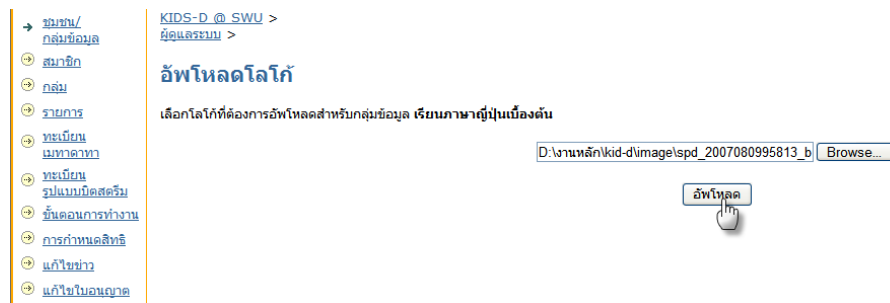 ชุมชน/
กลุ่มข้อมูล
สมาชิก
กลุ่ม
รายการ
ทะเบียน
เมทาดาทา
ทะเบียน
รูปแบบบิตสตรีม
ขั้นตอนการทำงาน
การกำหนดสิทธิ
แก้ไขข่าว
แก้ไขใบอนุญาต
KIDS-D @ SWU >
ผู้ดูแลระบบ >
อัพโหลดโลโก้
เลือกโลโก้ที่ต้องการอัพโหลดสำหรับกลุ่มข้อมูล เรียนภาษาญี่ปุ่นเบื้องต้น
D:\งานหลัก\kid-d\image\spd_2007080995813_b Browse...
อัพโหลด